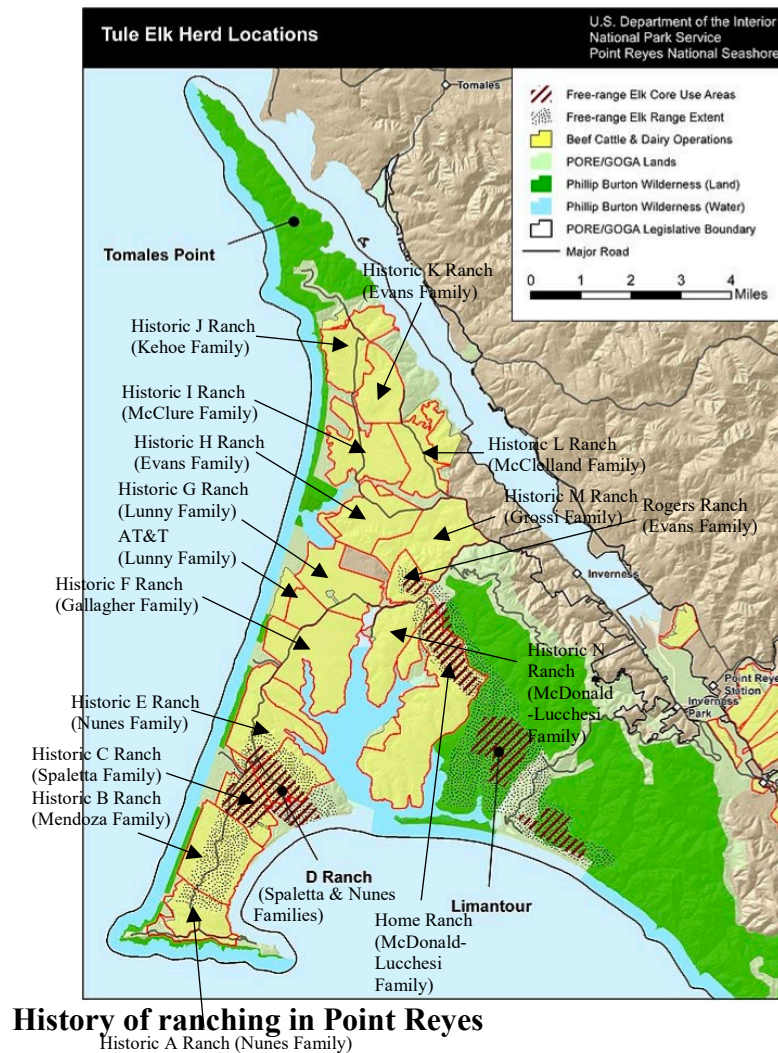 Tule Elk Herd Locations
U.S. Department of the Interior
National Park Service
Point Reyes National Seashore
Tomales
Free-range Elk Core Use Areas
Free-range Elk Range Extent
Beef Cattle & Dairy Operations
PORE/GOGA Lands
Phillip Burton Wilderness (Land)
Phillip Burton Wilderness (Water)
PORE/GOGA Legislative Boundary
Major Road
0 1 2 3 4
Miles
Tomales Point
Historic K Ranch
(Evans Family)
Historic J Ranch
(Kehoe Family)
Historic I Ranch
(McClure Family)
Historic H Ranch
(Evans Family)
Historic L Ranch
(McClelland Family)
Historic G Ranch
(Lunny Family)
Historic M Ranch
(Grossi Family)
Rogers Ranch
(Evans Family)
AT&T
(Lunny Family)
Inverness
Historic F Ranch
(Gallagher Family)
Historic N
Ranch
(McDonald
-Lucchesi
Family)
Point Reyes
Station
Inverness
Park
Historic E Ranch
(Nunes Family)
Historic C Ranch
(Spaletta Family)
Historic B Ranch
(Mendoza Family)
D Ranch
(Spaletta & Nunes
Families)
Limantour
Home Ranch
(McDonald-
Lucchesi
Family)
History of ranching in Point Reyes
Historic A Ranch (Nunes Family)